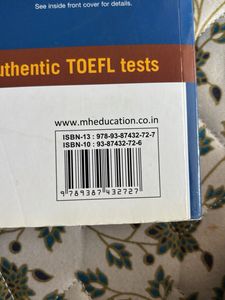 See inside front cover for details.
uthentic TOEFL tests
www.mheducation.co.in
ISBN-13 : 978-93-87432-72-7
ISBN-10 : 93-87432-72-6
9 789387 432727